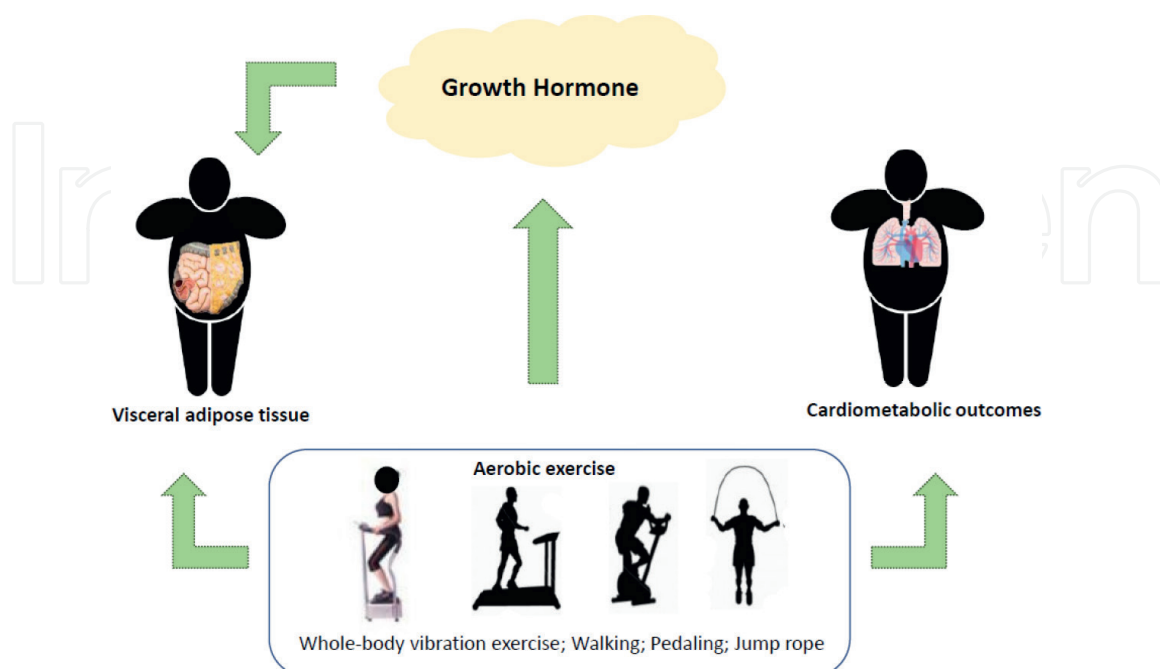 Growth Hormone
Visceral adipose tissue
Cardiometabolic outcomes
Aerobic exercise
Whole-body vibration exercise; Walking; Pedaling; Jump rope